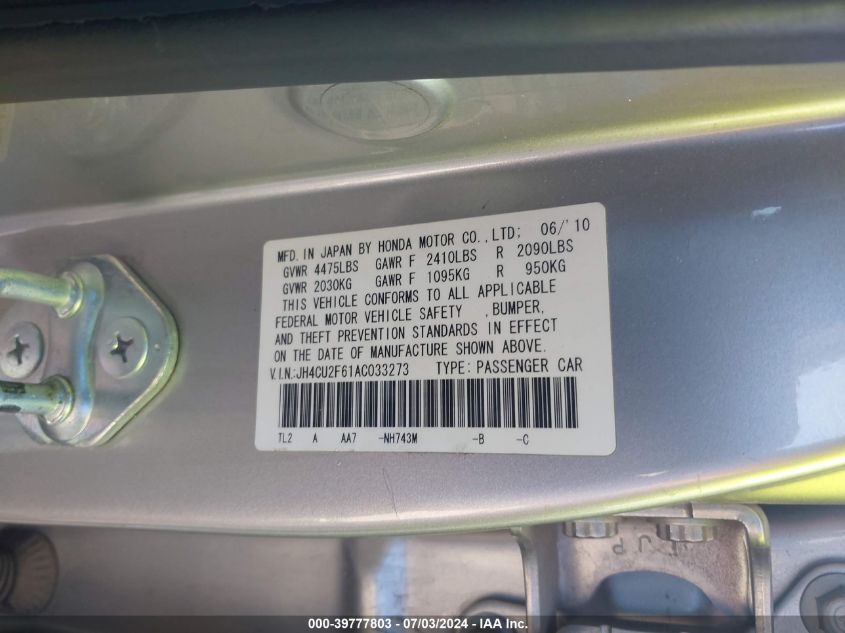 MFD. IN JAPAN BY HONDA MOTOR CO., LTD; 06/'10
GVWR 4475LBS GAWR F 2410LBS R 2090LBS
GVWR 2030KG GAWR F 1095KG R 950KG
THIS VEHICLE CONFORMS TO ALL APPLICABLE
FEDERAL MOTOR VEHICLE SAFETY , BUMPER,
AND THEFT PREVENTION STANDARDS IN EFFECT
ON THE DATE OF MANUFACTURE SHOWN ABOVE.
V.I.N.: JH4CU2F61AC033273 TYPE: PASSENGER CAR
TL2 A AA7 -NH743M -B -C
JP
000-39777803 / 07/03/2024 - IAA Inc.